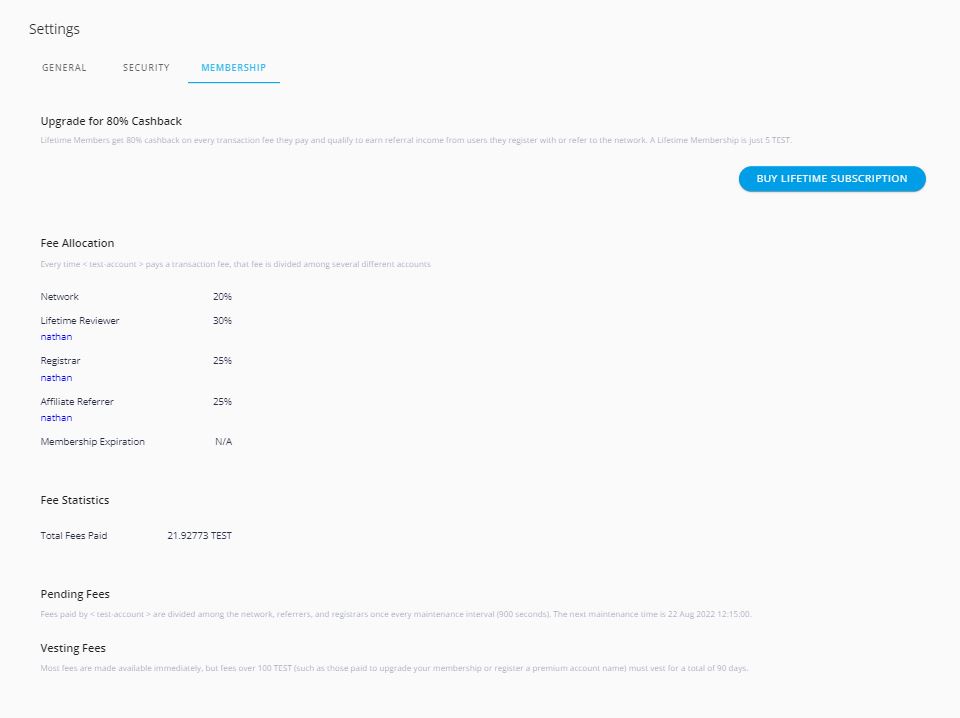 Settings
GENERAL SECURITY MEMBERSHIP
Upgrade for 80% Cashback
Lifetime Members get 80% cashback on every transaction fee they pay and qualify to earn referral income from users they register with or refer to the network. A Lifetime Membership is just 5 TEST.
BUY LIFETIME SUBSCRIPTION
Fee Allocation
Every time < test-account > pays a transaction fee, that fee is divided among several different accounts
Network 20%
Lifetime Reviewer 30%
nathan
Registrar 25%
nathan
Affiliate Referrer 25%
nathan
Membership Expiration N/A
Fee Statistics
Total Fees Paid 21.92773 TEST
Pending Fees
Fees paid by < test-account > are divided among the network, referrers, and registrars once every maintenance interval (900 seconds). The next maintenance time is 22 Aug 2022 12:15:00.
Vesting Fees
Most fees are made available immediately, but fees over 100 TEST (such as those paid to upgrade your membership or register a premium account name) must vest for a total of 90 days.